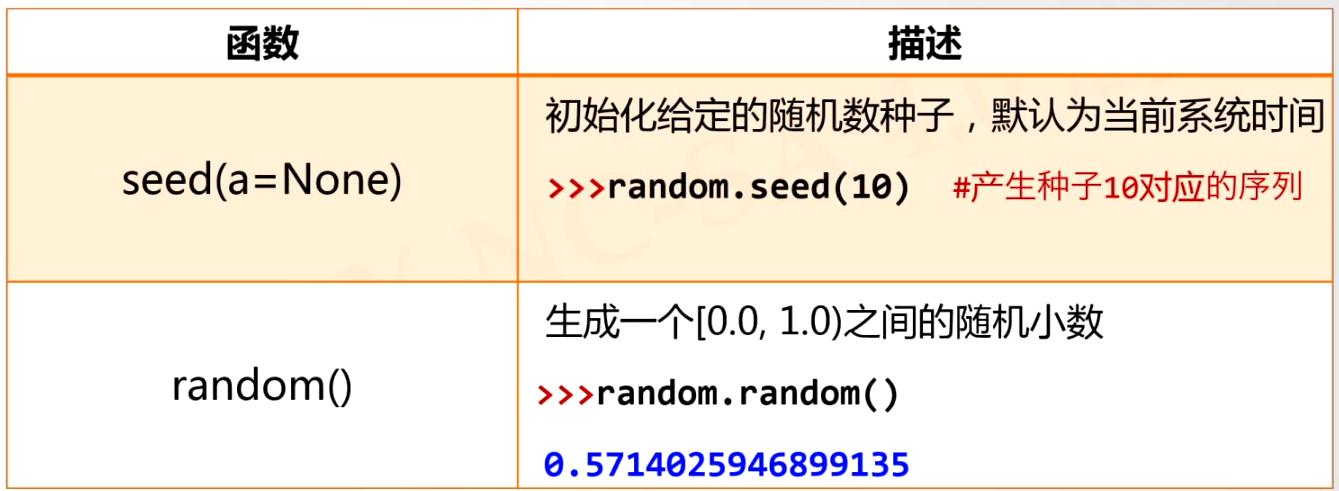 函数
描述
seed(a=None)
初始化给定的随机数种子，默认为当前系统时间
>>>random.seed(10) #产生种子10对应的序列
random()
生成一个[0.0, 1.0)之间的随机小数
>>>random.random()
0.5714025946899135